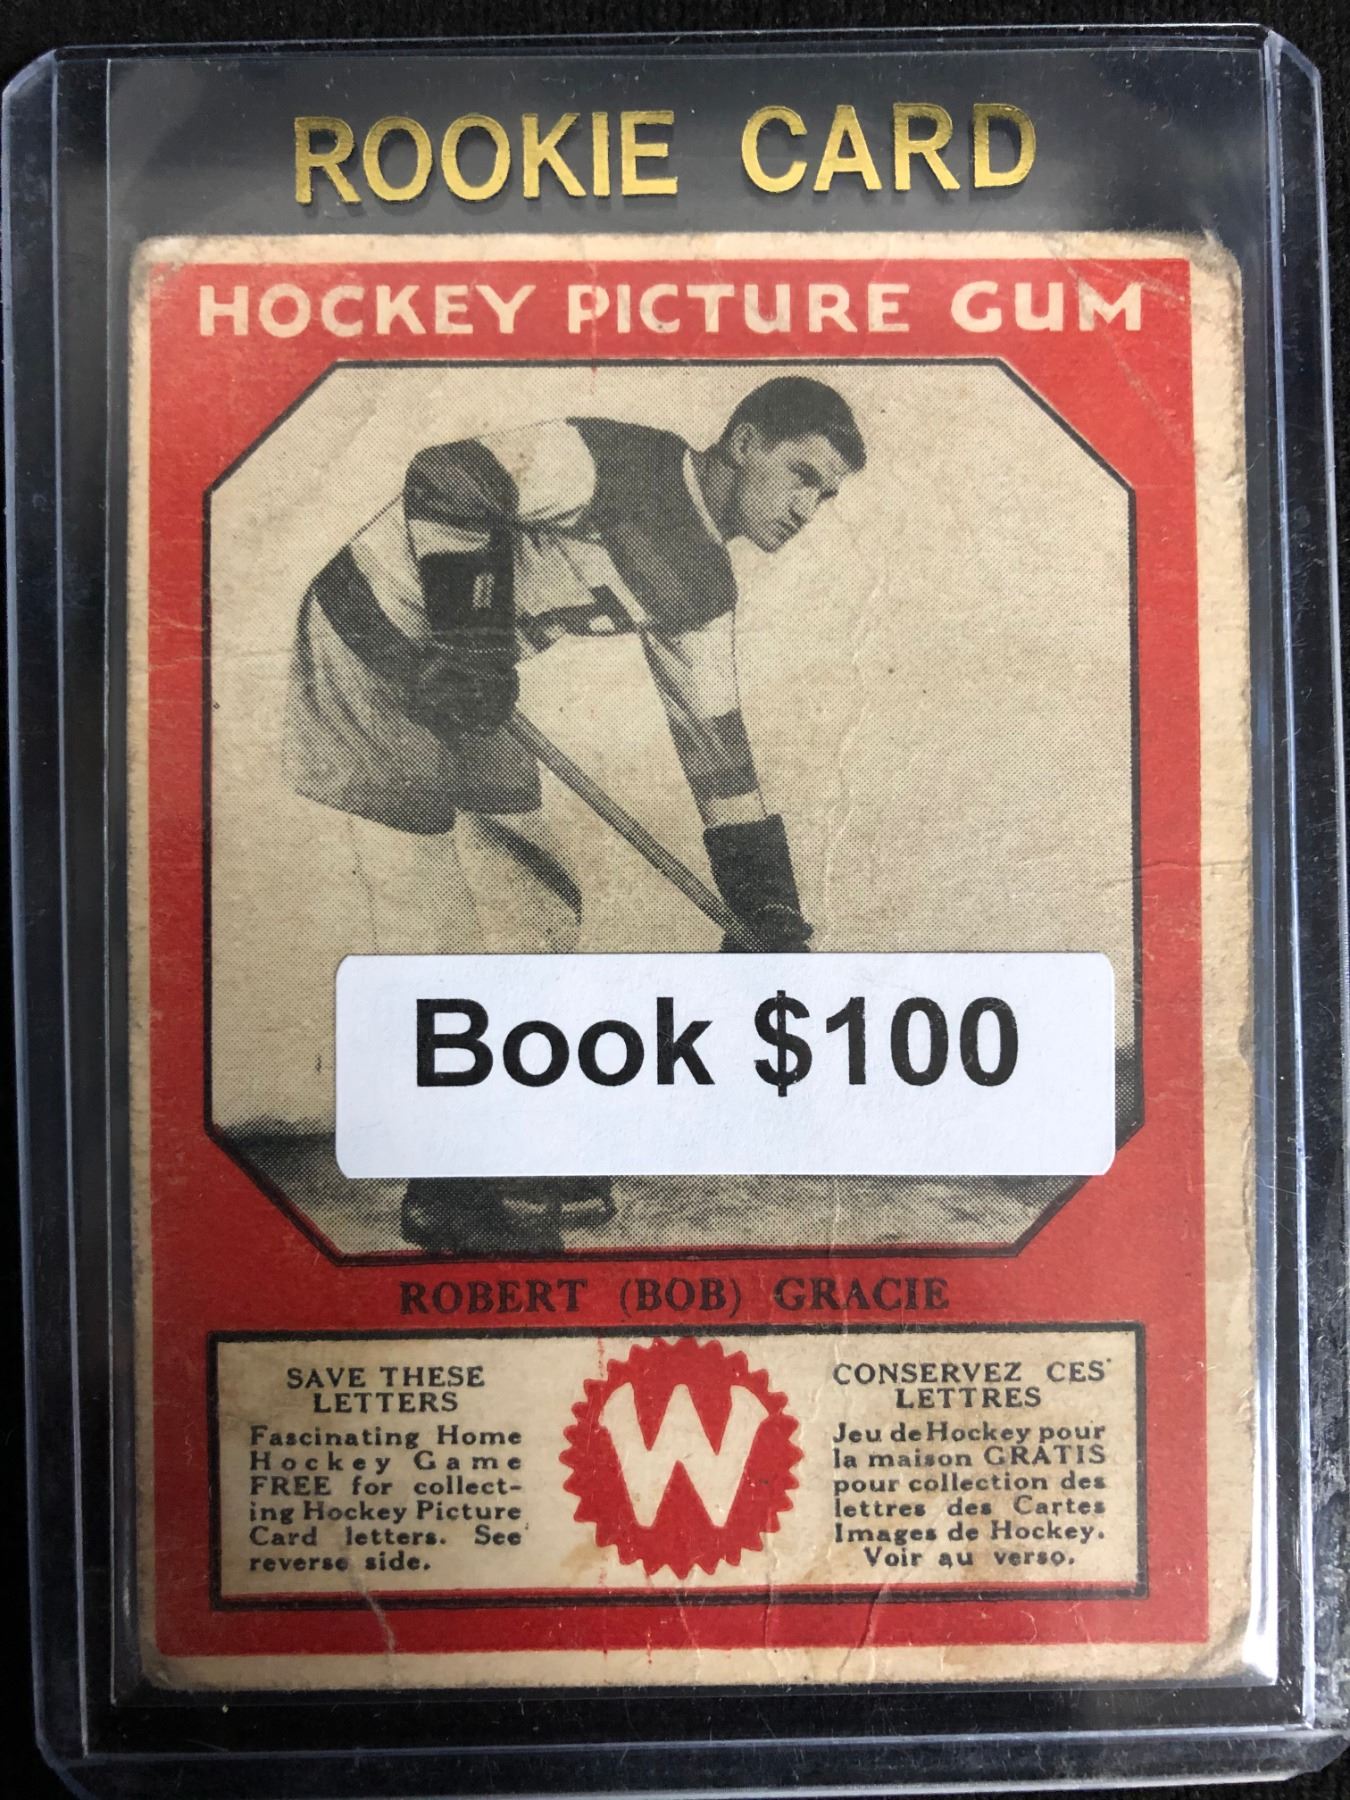 ROOKIE CARD
HOCKEY PICTURE GUM
Book $100
ROBERT (BOB) GRACIE
SAVE THESE
LETTERS
Fascinating Home
Hockey Game
FREE for collect-
ing Hockey Picture
Card letters. See
reverse side.
W
CONSERVEZ CES
LETTRES
Jeu de Hockey pour
la maison GRATIS
pour collection des
lettres des Cartes
Images de Hockey.
Voir au verso.